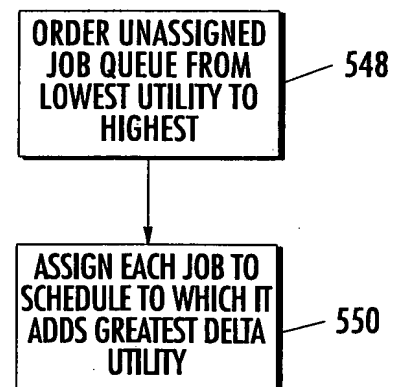 ORDER UNASSIGNED
JOB QUEUE FROM
LOWEST UTILITY TO
HIGHEST
548
ASSIGN EACH JOB TO
SCHEDULE TO WHICH IT
ADDS GREATEST DELTA
UTILITY
550